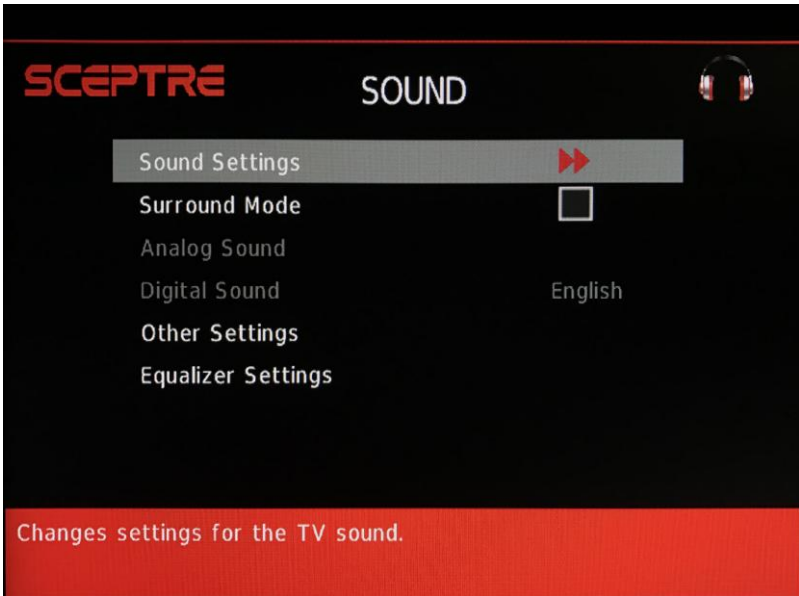 SCEPTRE
SOUND
Sound Settings
Surround Mode
Analog Sound
Digital Sound English
Other Settings
Equalizer Settings
Changes settings for the TV sound.